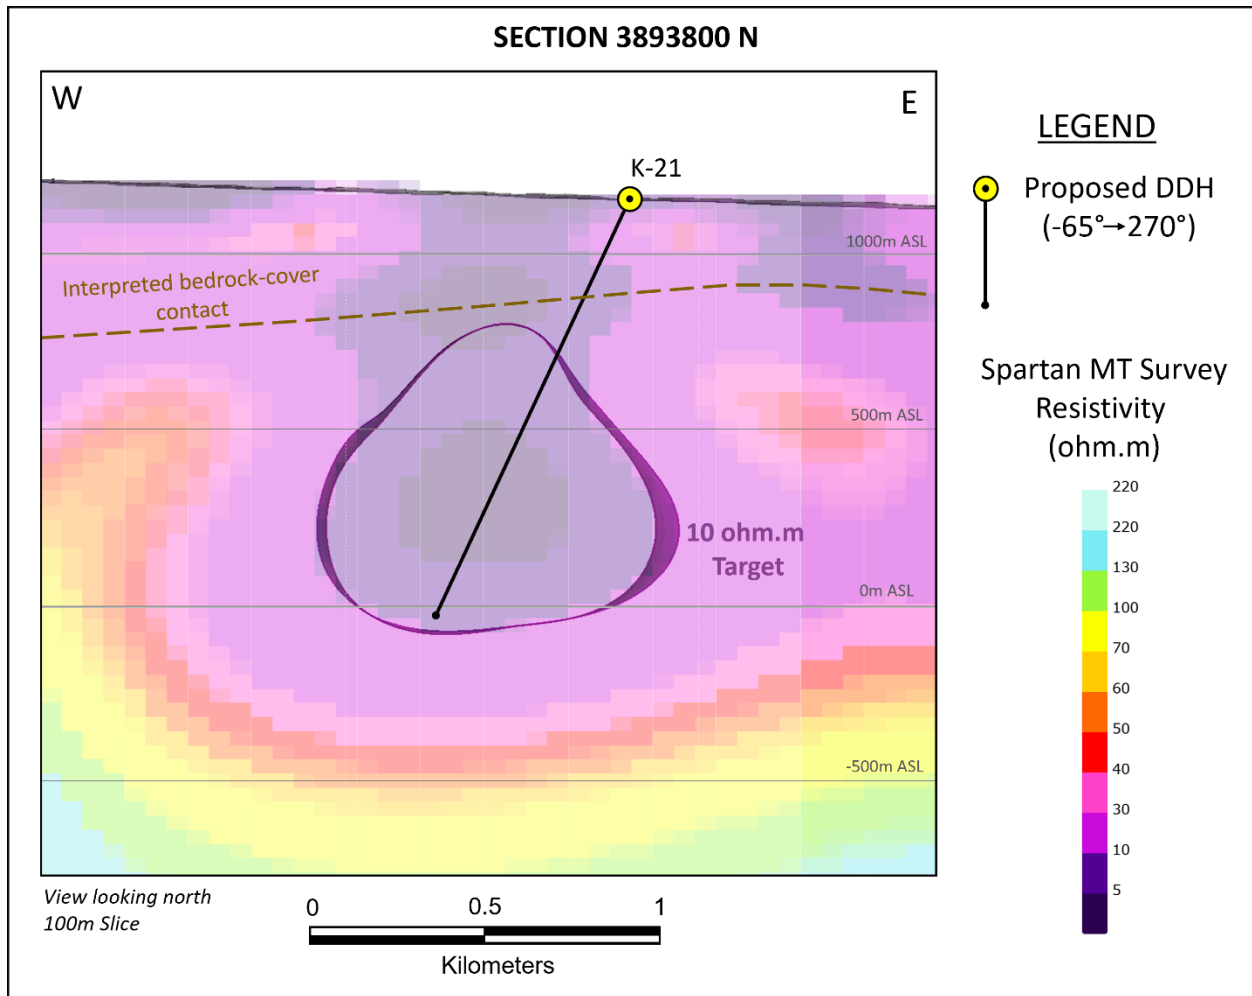 SECTION 3893800 N
W
E
K-21
1000m ASL
Interpreted bedrock-cover
contact
500m ASL
10 ohm.m
Target
0m ASL
-500m ASL
View looking north
100m Slice
0
0.5
1
Kilometers
LEGEND
Proposed DDH
(-65°→270°)
Spartan MT Survey
Resistivity
(ohm.m)
220
220
130
100
70
60
50
40
30
10
5